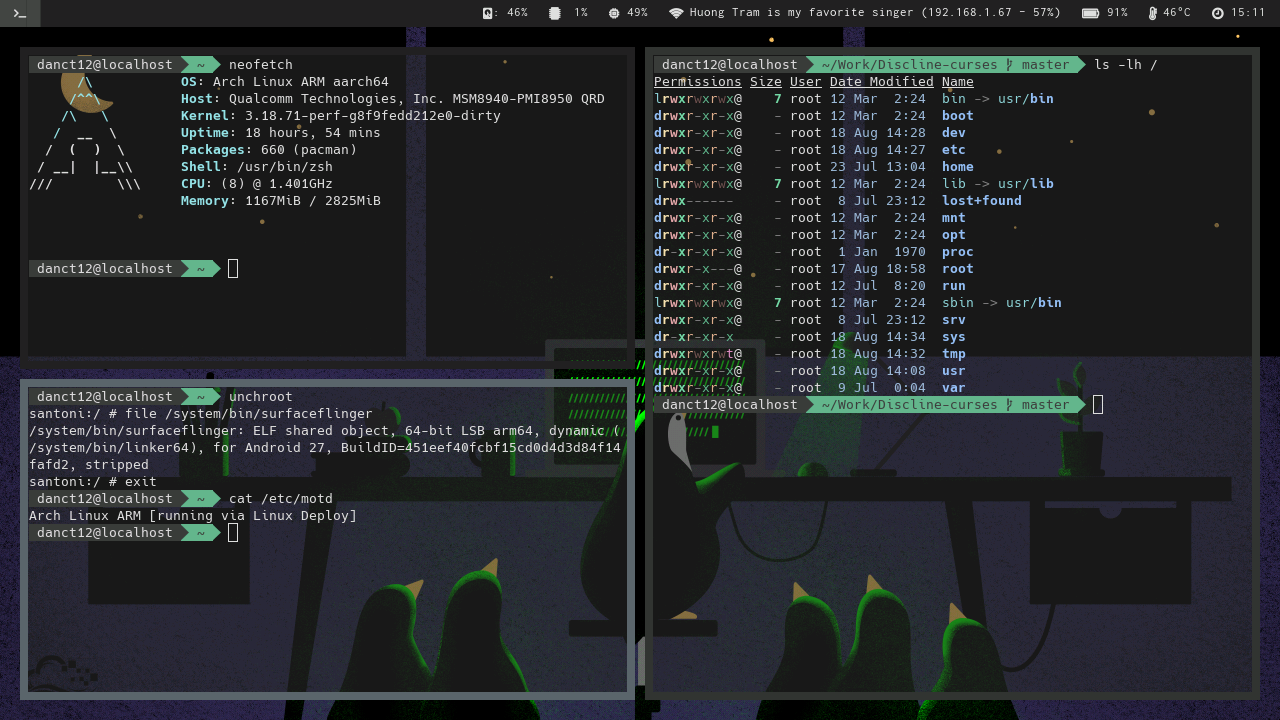 >_ 46% 1% 49% Huong Tram is my favorite singer (192.168.1.67 - 57%) 91% 46°C 15:11
danct12@localhost ~ neofetch
OS: Arch Linux ARM aarch64
Host: Qualcomm Technologies, Inc. MSM8940-PMI8950 QRD
Kernel: 3.18.71-perf-g8f9fedd212e0-dirty
Uptime: 18 hours, 54 mins
Packages: 660 (pacman)
Shell: /usr/bin/zsh
CPU: (8) @ 1.401GHz
Memory: 1167MiB / 2825MiB
danct12@localhost ~
danct12@localhost ~ unchroot
santoni:/ # file /system/bin/surfaceflinger
/system/bin/surfaceflinger: ELF shared object, 64-bit LSB arm64, dynamic (
/system/bin/linker64), for Android 27, BuildID=451eef40fcbf15cd0d4d3d84f14
fafd2, stripped
santoni:/ # exit
danct12@localhost ~ cat /etc/motd
Arch Linux ARM [running via Linux Deploy]
danct12@localhost ~
danct12@localhost ~/Work/Discline-curses master ls -lh /
Permissions Size User Date Modified Name
lrwxrwxrwx@ 7 root 12 Mar 2:24 bin -> usr/bin
drwxr-xr-x@ - root 12 Mar 2:24 boot
drwxr-xr-x@ - root 18 Aug 14:28 dev
drwxr-xr-x@ - root 18 Aug 14:27 etc
drwxr-xr-x@ - root 23 Jul 13:04 home
lrwxrwxrwx@ 7 root 12 Mar 2:24 lib -> usr/lib
drwx------ - root 8 Jul 23:12 lost+found
drwxr-xr-x@ - root 12 Mar 2:24 mnt
drwxr-xr-x@ - root 12 Mar 2:24 opt
dr-xr-xr-x@ - root 1 Jan 1970 proc
drwxr-x---@ - root 17 Aug 18:58 root
drwxr-xr-x@ - root 12 Jul 8:20 run
lrwxrwxrwx@ 7 root 12 Mar 2:24 sbin -> usr/bin
drwxr-xr-x@ - root 8 Jul 23:12 srv
dr-xr-xr-x - root 18 Aug 14:34 sys
drwxrwxrwt@ - root 18 Aug 14:32 tmp
drwxr-xr-x@ - root 18 Aug 14:08 usr
drwxr-xr-x@ - root 9 Jul 0:04 var
danct12@localhost ~/Work/Discline-curses master